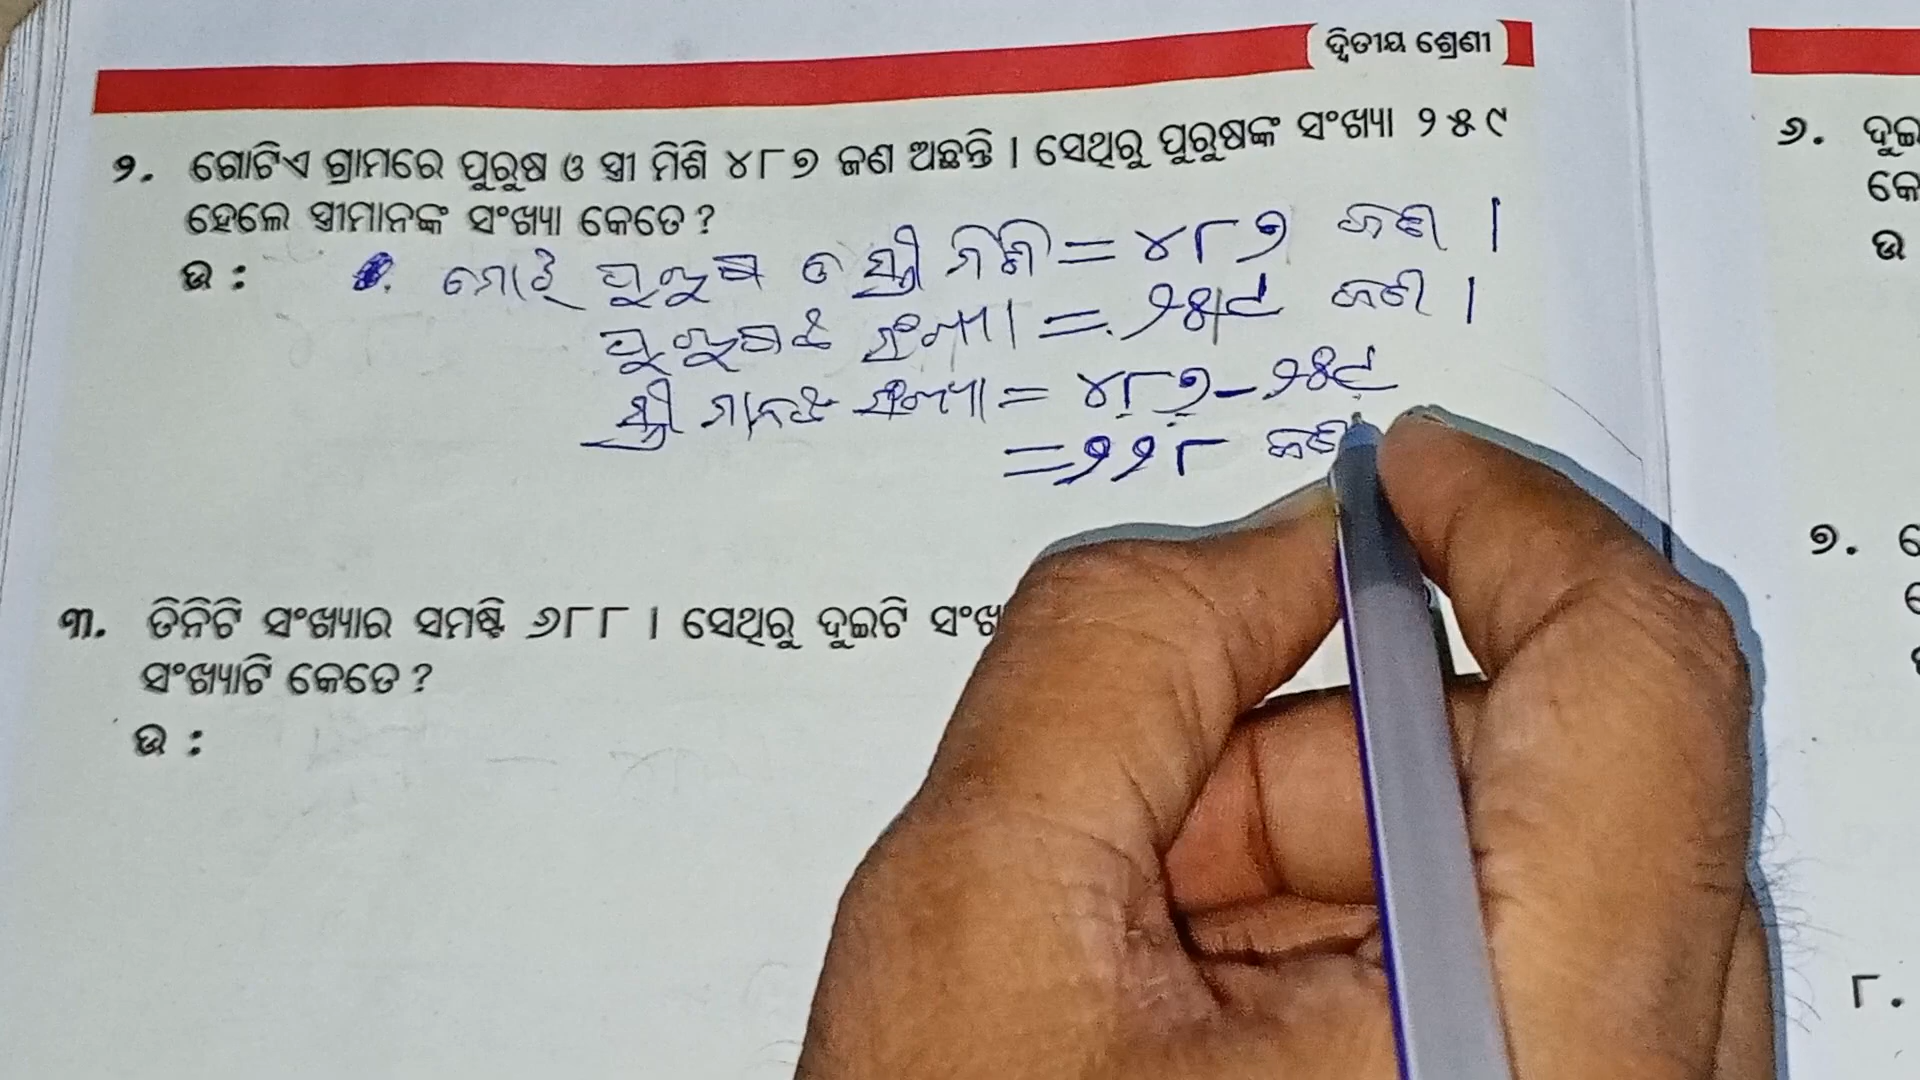 ଦ୍ୱିତୀୟ ଶ୍ରେଣୀ
୨. ଗୋଟିଏ ଗ୍ରାମରେ ପୁରୁଷ ଓ ସ୍ତ୍ରୀ ମିଶି ୪୮୭ ଜଣ ଅଛନ୍ତି । ସେଥିରୁ ପୁରୁଷଙ୍କ ସଂଖ୍ୟା ୨୫୯
ହେଲେ ସ୍ତ୍ରୀମାନଙ୍କ ସଂଖ୍ୟା କେତେ ?
ଉ : ପୁରୁଷ ଓ ସ୍ତ୍ରୀ ମିଶି = ୪୮୭ ଜଣ ।
ପୁରୁଷଙ୍କ ସଂଖ୍ୟା = ୨୫୯ ଜଣ ।
ସ୍ତ୍ରୀ ମାନଙ୍କ ସଂଖ୍ୟା = ୪୮୭ - ୨୫୯
= ୨୨୮ ଜଣ
୩. ତିନିଟି ସଂଖ୍ୟାର ସମଷ୍ଟି ୬୮୮ । ସେଥିରୁ ଦୁଇଟି
ସଂଖ୍ୟାଟି କେତେ ?
ଉ :
୬. ଦୁଇ
କେ
ଉ
୭.
୮.